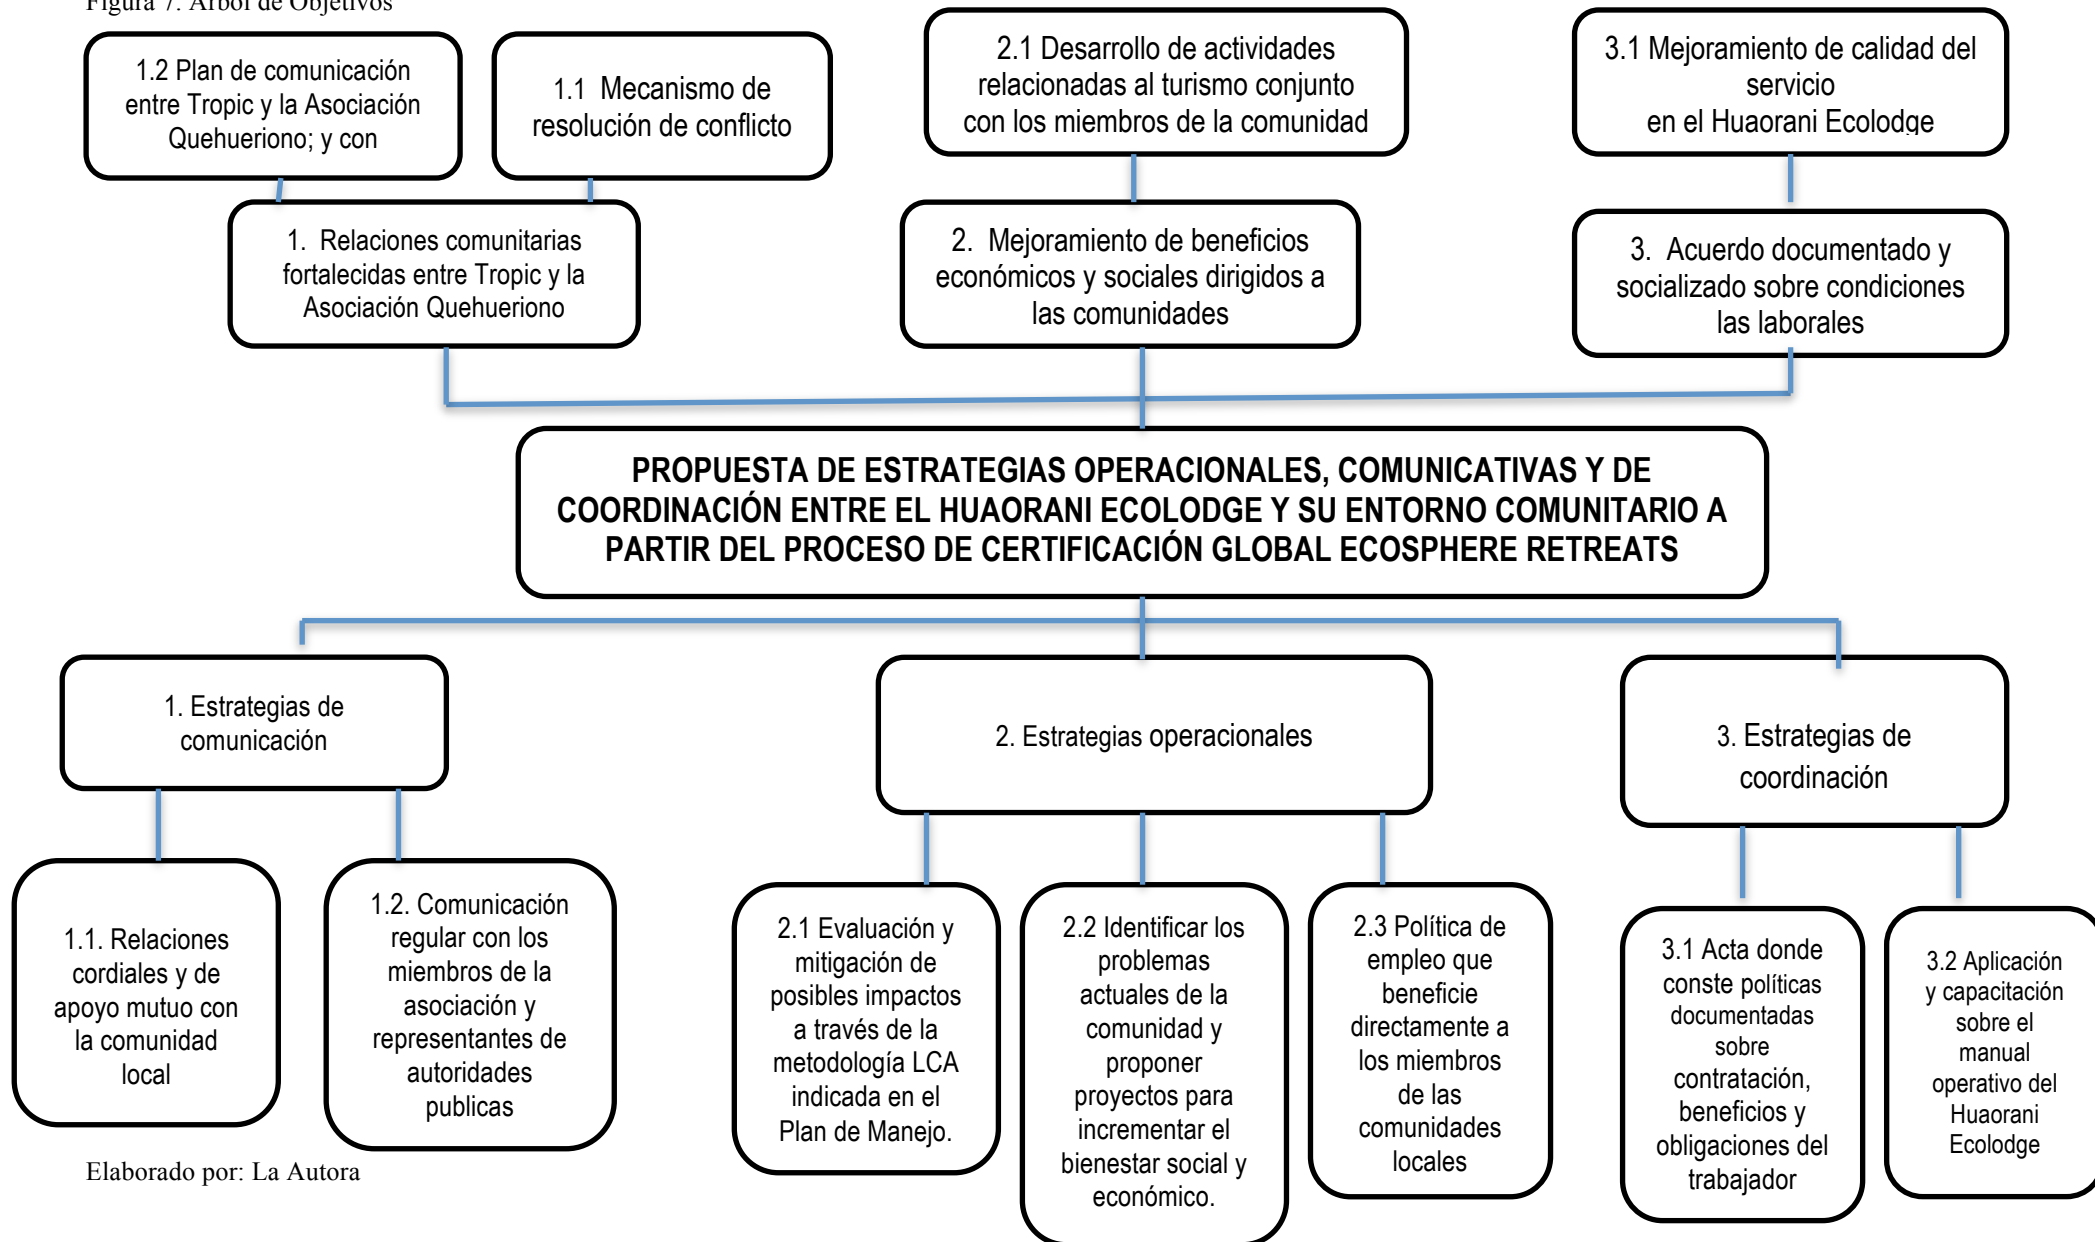 Figura 7. Árbol de Objetivos
1.2 Plan de comunicación
entre Tropic y la Asociación
Quehueriono; y con
1.1 Mecanismo de
resolución de conflicto
2.1 Desarrollo de actividades
relacionadas al turismo conjunto
con los miembros de la comunidad
3.1 Mejoramiento de calidad del
servicio
en el Huaorani Ecolodge
1. Relaciones comunitarias
fortalecidas entre Tropic y la
Asociación Quehueriono
2. Mejoramiento de beneficios
económicos y sociales dirigidos a
las comunidades
3. Acuerdo documentado y
socializado sobre condiciones
las laborales
PROPUESTA DE ESTRATEGIAS OPERACIONALES, COMUNICATIVAS Y DE
COORDINACIÓN ENTRE EL HUAORANI ECOLODGE Y SU ENTORNO COMUNITARIO A
PARTIR DEL PROCESO DE CERTIFICACIÓN GLOBAL ECOSPHERE RETREATS
1. Estrategias de
comunicación
2. Estrategias operacionales
3. Estrategias de
coordinación
1.1. Relaciones
cordiales y de
apoyo mutuo con
la comunidad
local
1.2. Comunicación
regular con los
miembros de la
asociación y
representantes de
autoridades
publicas
2.1 Evaluación y
mitigación de
posibles impactos
a través de la
metodología LCA
indicada en el
Plan de Manejo.
2.2 Identificar los
problemas
actuales de la
comunidad y
proponer
proyectos para
incrementar el
bienestar social y
económico.
2.3 Política de
empleo que
beneficie
directamente a
los miembros
de las
comunidades
locales
3.1 Acta donde
conste políticas
documentadas
sobre
contratación,
beneficios y
obligaciones del
trabajador
3.2 Aplicación
y capacitación
sobre el
manual
operativo del
Huaorani
Ecolodge
Elaborado por: La Autora